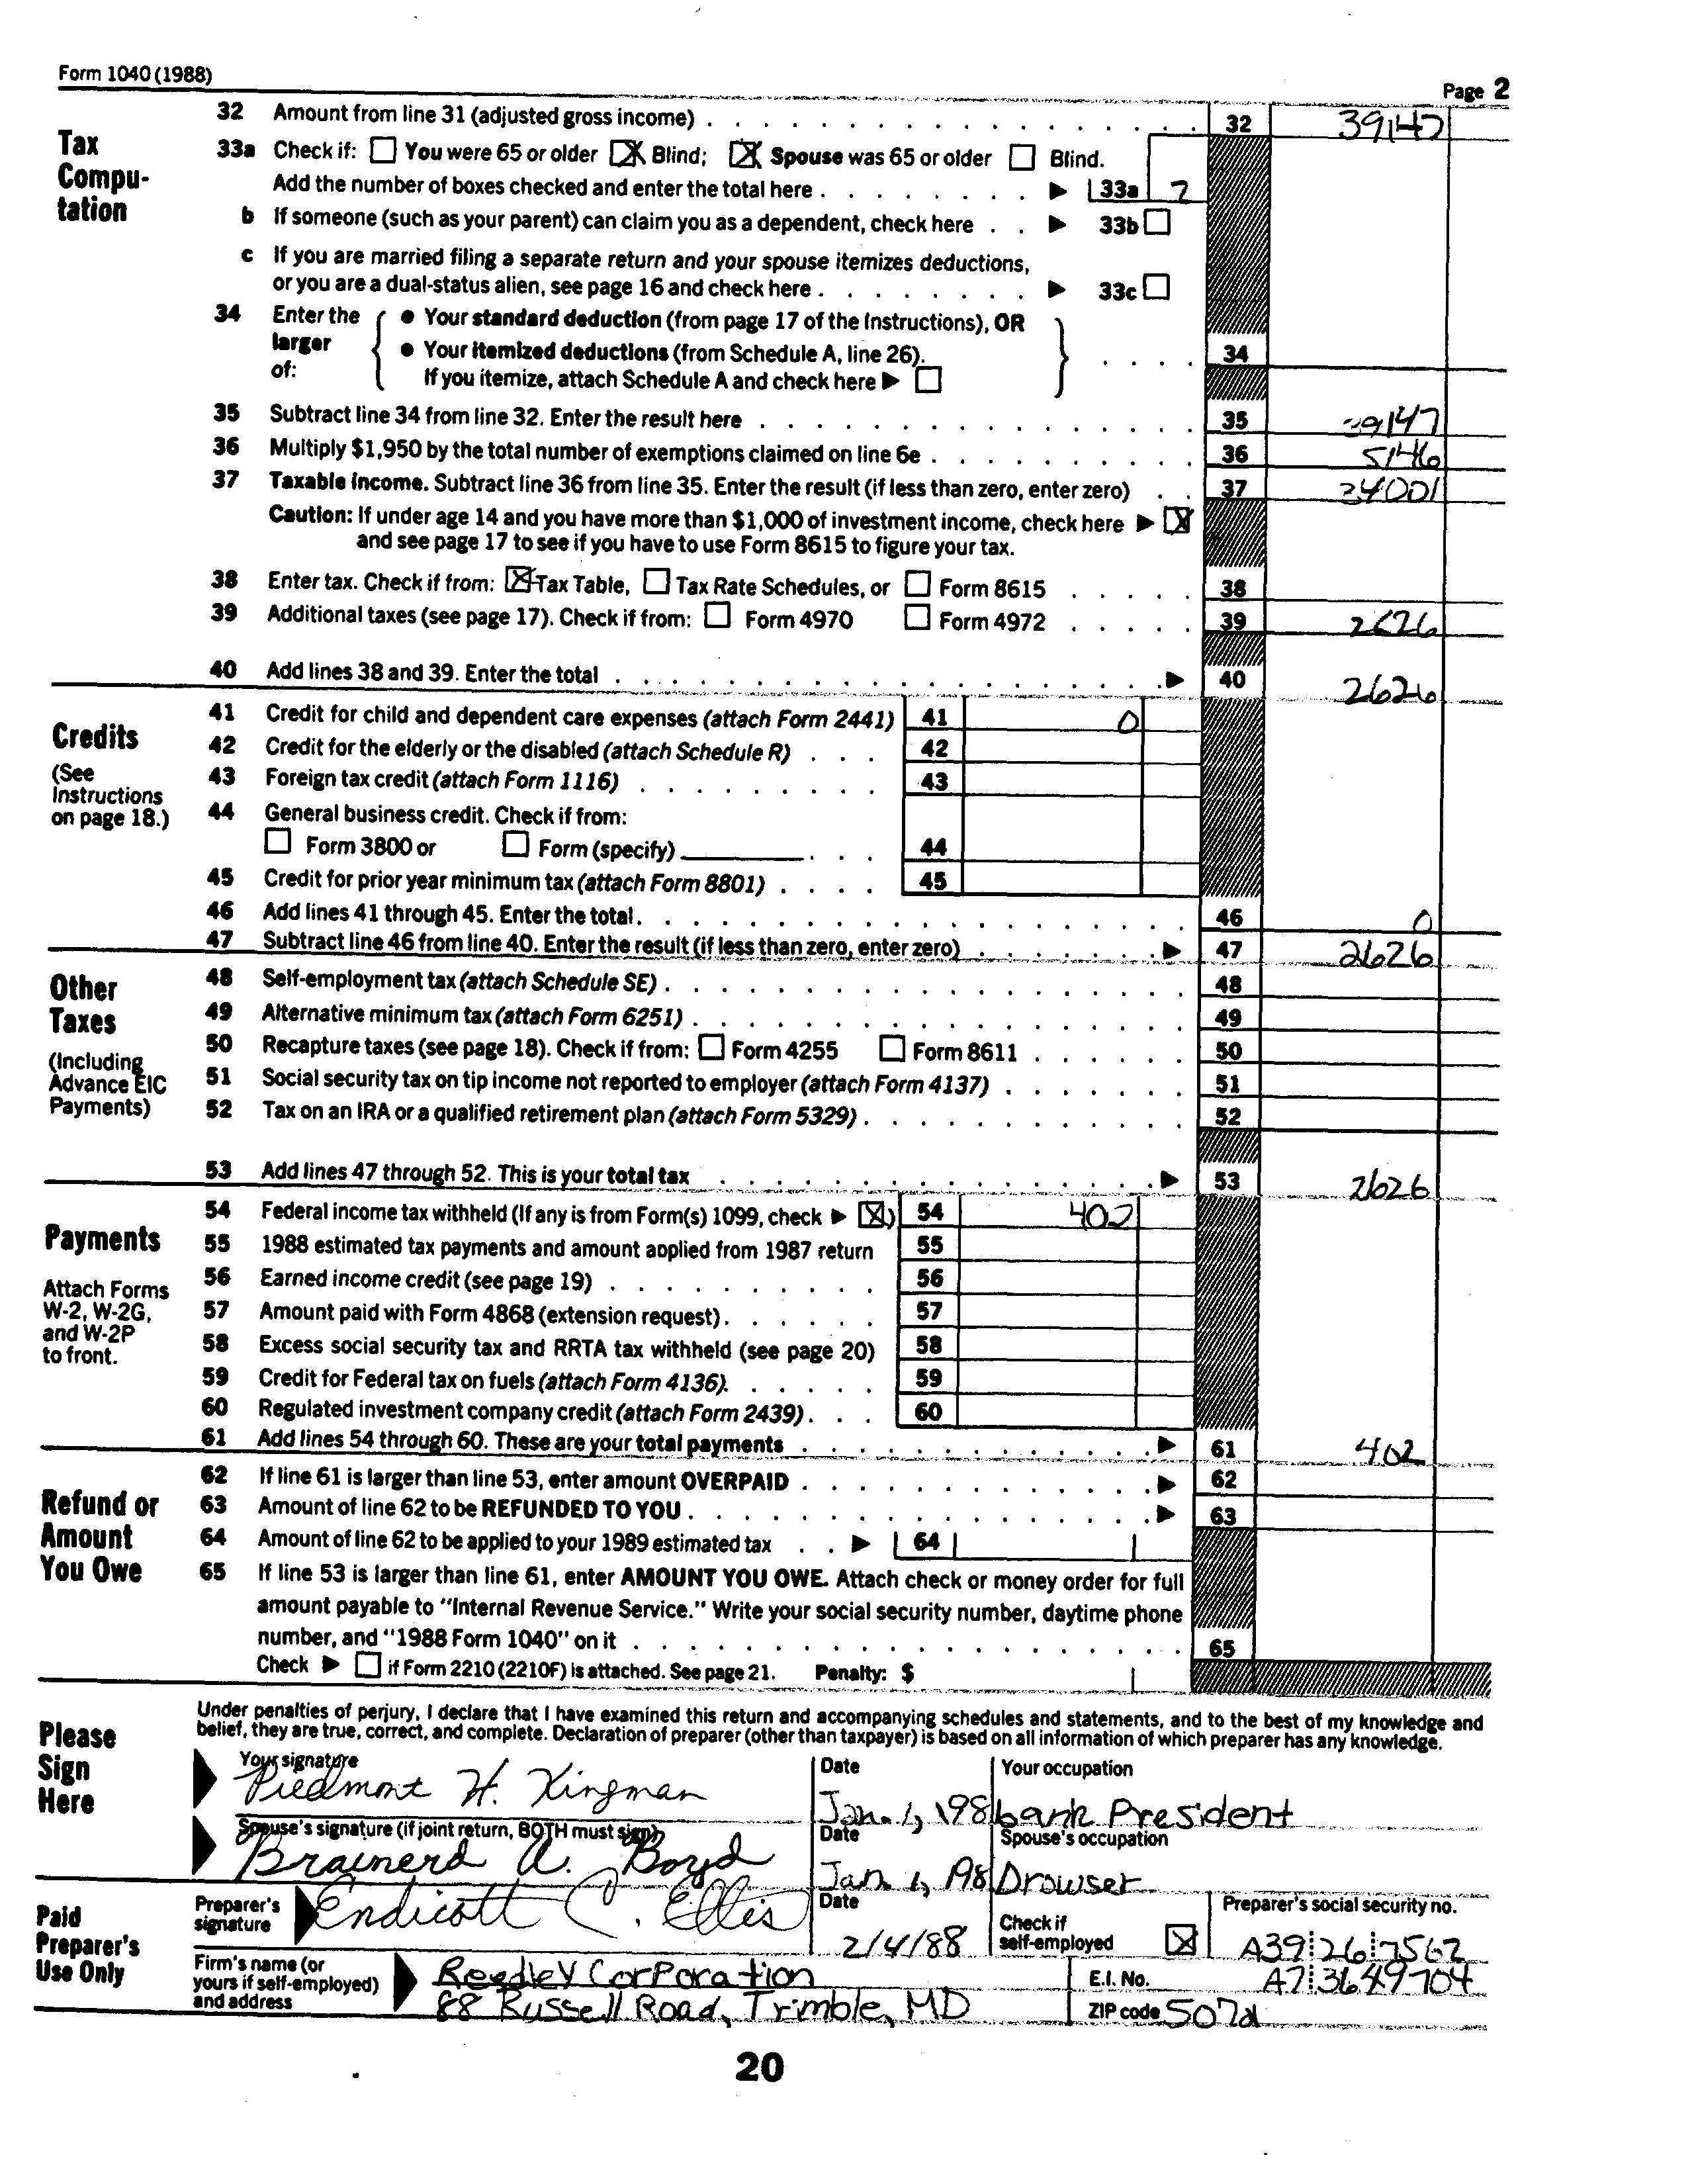 Form 1040 (1988)
Page 2
Tax Compu-tation
32 Amount from line 31 (adjusted gross income) 32 39147
33a Check if: You were 65 or older Blind; Spouse was 65 or older Blind.
Add the number of boxes checked and enter the total here 33a 2
b If someone (such as your parent) can claim you as a dependent, check here 33b
c If you are married filing a separate return and your spouse itemizes deductions,
or you are a dual-status alien, see page 16 and check here 33c
34 Enter the larger of:
• Your standard deduction (from page 17 of the Instructions), OR
• Your itemized deductions (from Schedule A, line 26).
If you itemize, attach Schedule A and check here
34
35 Subtract line 34 from line 32. Enter the result here 35 39147
36 Multiply $1,950 by the total number of exemptions claimed on line 6e 36 5146
37 Taxable income. Subtract line 36 from line 35. Enter the result (if less than zero, enter zero) 37 34001
Caution: If under age 14 and you have more than $1,000 of investment income, check here
and see page 17 to see if you have to use Form 8615 to figure your tax.
38 Enter tax. Check if from: Tax Table, Tax Rate Schedules, or Form 8615 38
39 Additional taxes (see page 17). Check if from: Form 4970 Form 4972 39 2626
40 Add lines 38 and 39. Enter the total 40 2626
Credits
(See Instructions on page 18.)
41 Credit for child and dependent care expenses (attach Form 2441) 41 0
42 Credit for the elderly or the disabled (attach Schedule R) 42
43 Foreign tax credit (attach Form 1116) 43
44 General business credit. Check if from:
Form 3800 or Form (specify) 44
45 Credit for prior year minimum tax (attach Form 8801) 45
46 Add lines 41 through 45. Enter the total 46 0
47 Subtract line 46 from line 40. Enter the result (if less than zero, enter zero) 47 2626
Other Taxes
(Including Advance EIC Payments)
48 Self-employment tax (attach Schedule SE) 48
49 Alternative minimum tax (attach Form 6251) 49
50 Recapture taxes (see page 18). Check if from: Form 4255 Form 8611 50
51 Social security tax on tip income not reported to employer (attach Form 4137) 51
52 Tax on an IRA or a qualified retirement plan (attach Form 5329) 52
53 Add lines 47 through 52. This is your total tax 53 2626
Payments
Attach Forms W-2, W-2G, and W-2P to front.
54 Federal income tax withheld (If any is from Form(s) 1099, check ) 54 402
55 1988 estimated tax payments and amount applied from 1987 return 55
56 Earned income credit (see page 19) 56
57 Amount paid with Form 4868 (extension request) 57
58 Excess social security tax and RRTA tax withheld (see page 20) 58
59 Credit for Federal tax on fuels (attach Form 4136) 59
60 Regulated investment company credit (attach Form 2439) 60
61 Add lines 54 through 60. These are your total payments 61 402
Refund or Amount You Owe
62 If line 61 is larger than line 53, enter amount OVERPAID 62
63 Amount of line 62 to be REFUNDED TO YOU 63
64 Amount of line 62 to be applied to your 1989 estimated tax 64
65 If line 53 is larger than line 61, enter AMOUNT YOU OWE. Attach check or money order for full
amount payable to "Internal Revenue Service." Write your social security number, daytime phone
number, and "1988 Form 1040" on it 65
Check if Form 2210 (2210F) is attached. See page 21. Penalty: $
Please Sign Here
Under penalties of perjury, I declare that I have examined this return and accompanying schedules and statements, and to the best of my knowledge and
belief, they are true, correct, and complete. Declaration of preparer (other than taxpayer) is based on all information of which preparer has any knowledge.
Your signature Date Your occupation
Piedmont H. Kingman Jan. 1, 198 bank President
Spouse's signature (if joint return, BOTH must sign) Date Spouse's occupation
Brainerd A. Boyd Jan 1, 198 Drowser
Paid Preparer's Use Only
Preparer's signature Endicott C. Ellis Date 2/4/88 Check if self-employed Preparer's social security no. A39 26 7562
Firm's name (or yours if self-employed) and address
Reedley Corporation E.I. No. A7 3649704
88 Russell Road, Trimble, MD ZIP code
20